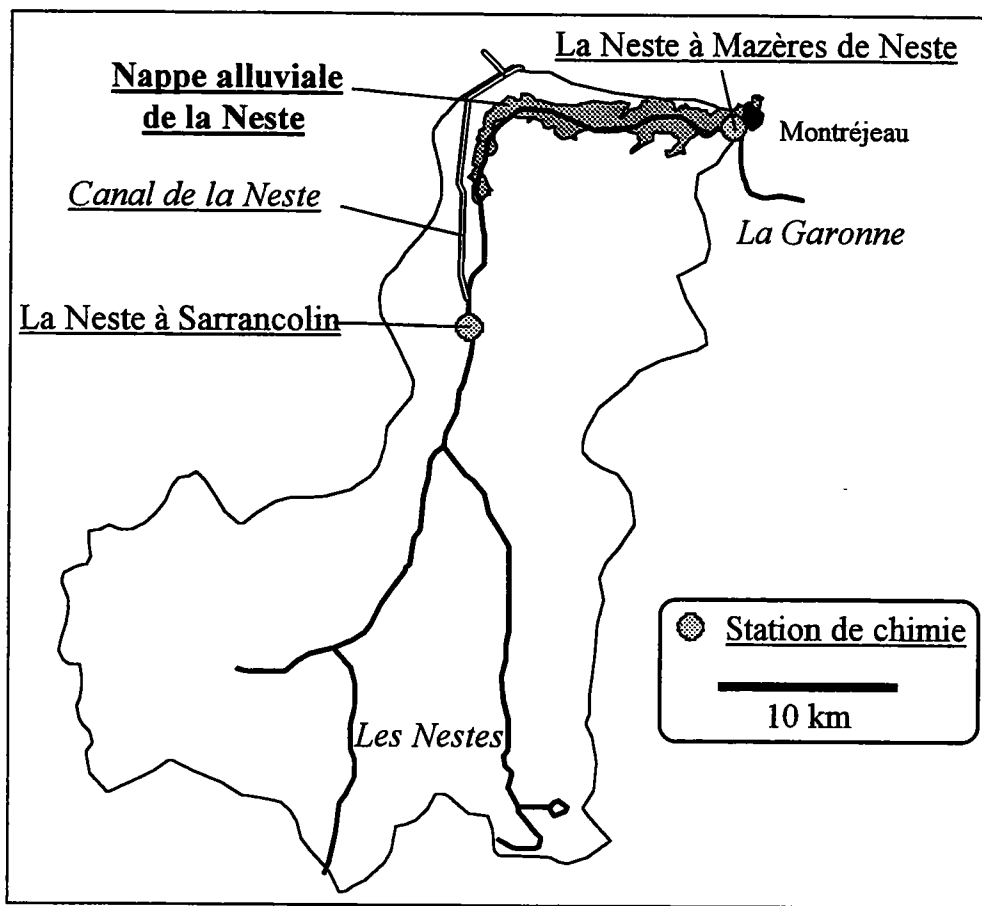 La Neste à Mazères de Neste
Nappe alluviale
de la Neste
Montréjeau
Canal de la Neste
La Garonne
La Neste à Sarrancolin
Station de chimie
10 km
Les Nestes